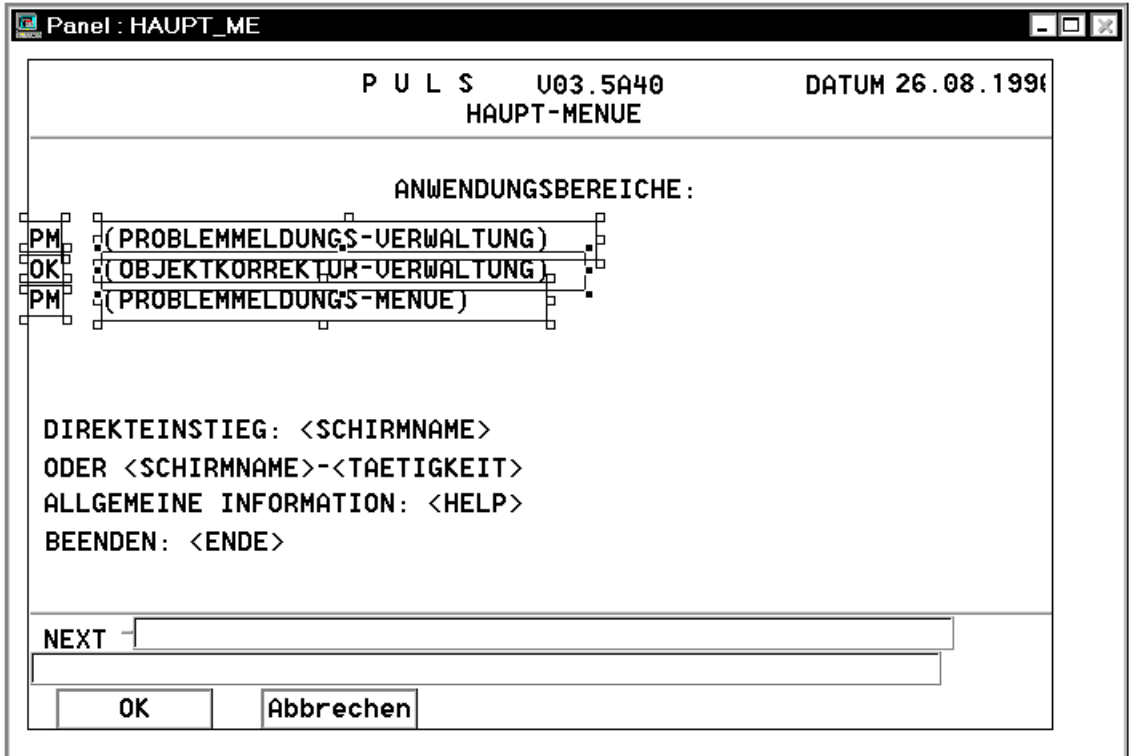 Panel : HAUPT_ME
P U L S V03.5A40 DATUM 26.08.199
HAUPT-MENUE
ANWENDUNGSBEREICHE:
PM (PROBLEMMELDUNGS-VERWALTUNG)
OK (OBJEKTKORREKTUR-VERWALTUNG)
PM (PROBLEMMELDUNGS-MENUE)
DIREKTEINSTIEG: <SCHIRMNAME>
ODER <SCHIRMNAME>-<TAETIGKEIT>
ALLGEMEINE INFORMATION: <HELP>
BEENDEN: <ENDE>
NEXT
OK Abbrechen